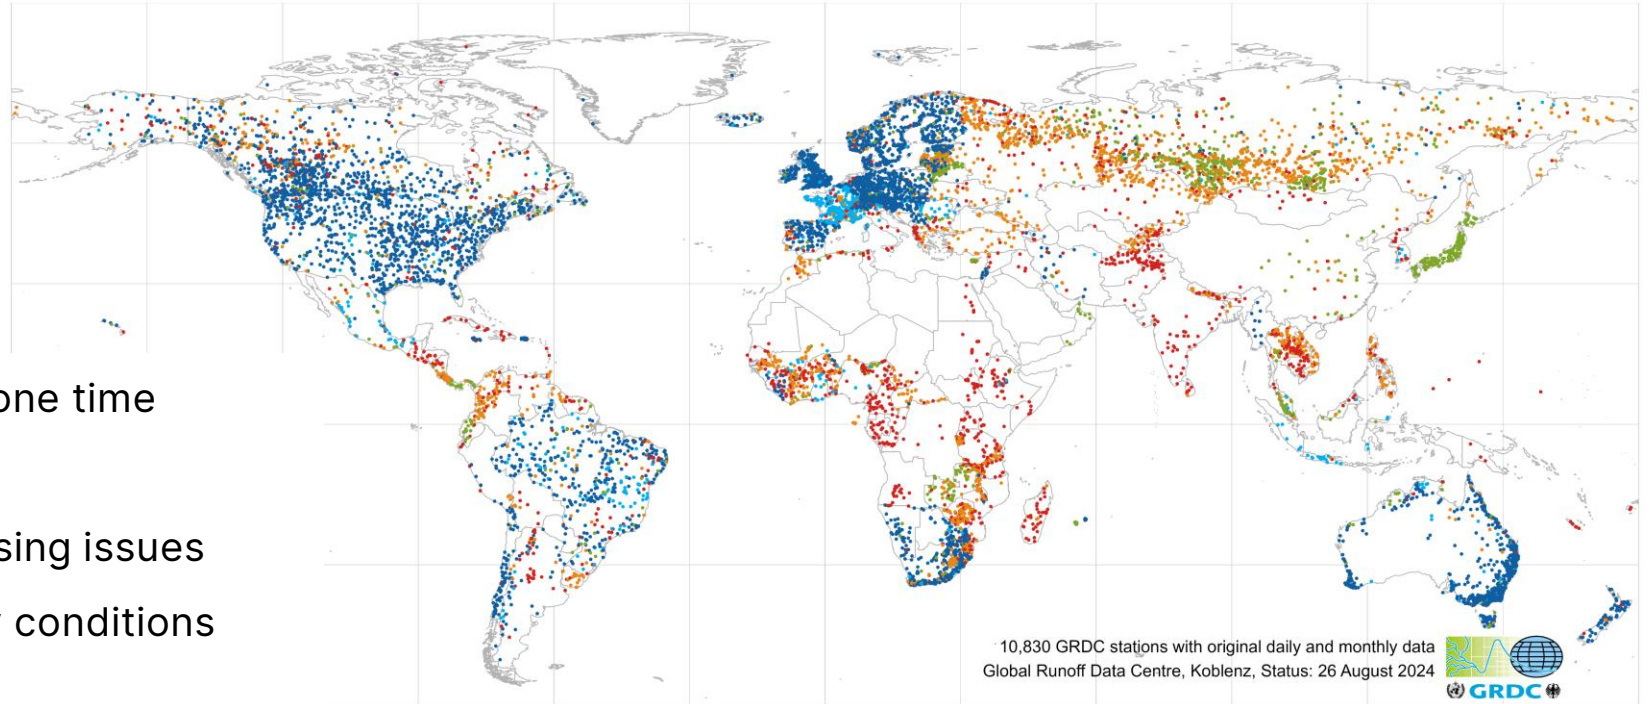 one time
sing issues
conditions
10,830 GRDC stations with original daily and monthly data
Global Runoff Data Centre, Koblenz, Status: 26 August 2024
GRDC